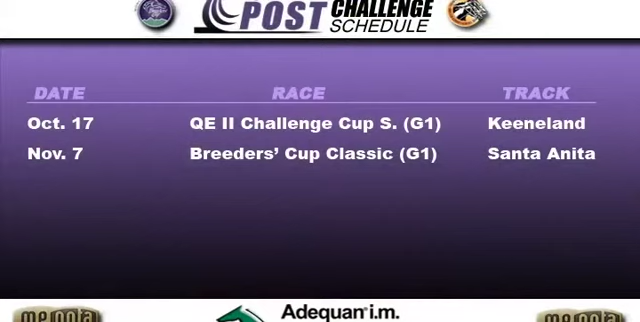 POST CHALLENGE
SCHEDULE
DATE RACE TRACK
Oct. 17 QE II Challenge Cup S. (G1) Keeneland
Nov. 7 Breeders’ Cup Classic (G1) Santa Anita
Adequan i.m.